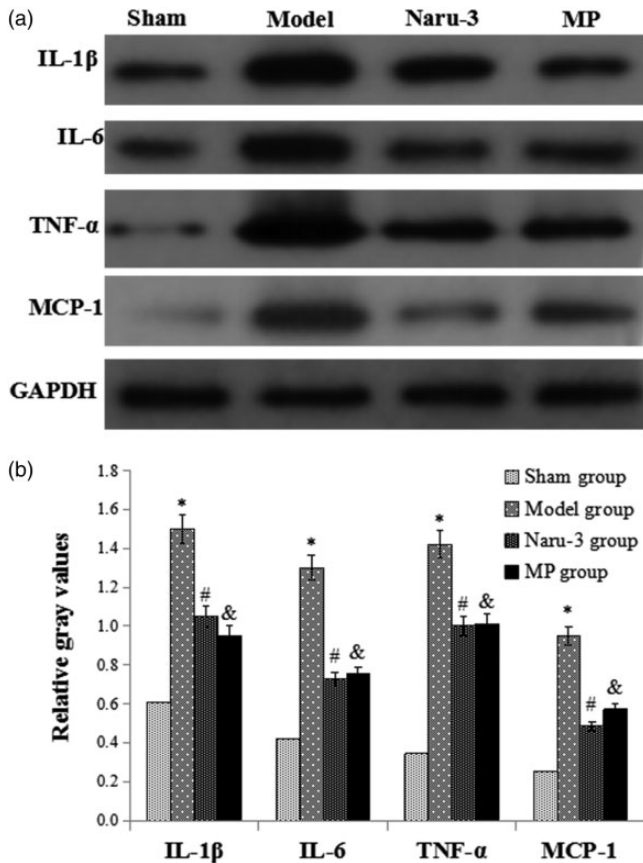 (a)
Sham Model Naru-3 MP
IL-1β
IL-6
TNF-α
MCP-1
GAPDH
(b)
Relative gray values
1.8
1.6
1.4
1.2
1.0
0.8
0.6
0.4
0.2
0.0
Sham group
Model group
Naru-3 group
MP group
* # &
* # &
* # &
* # &
IL-1β IL-6 TNF-α MCP-1